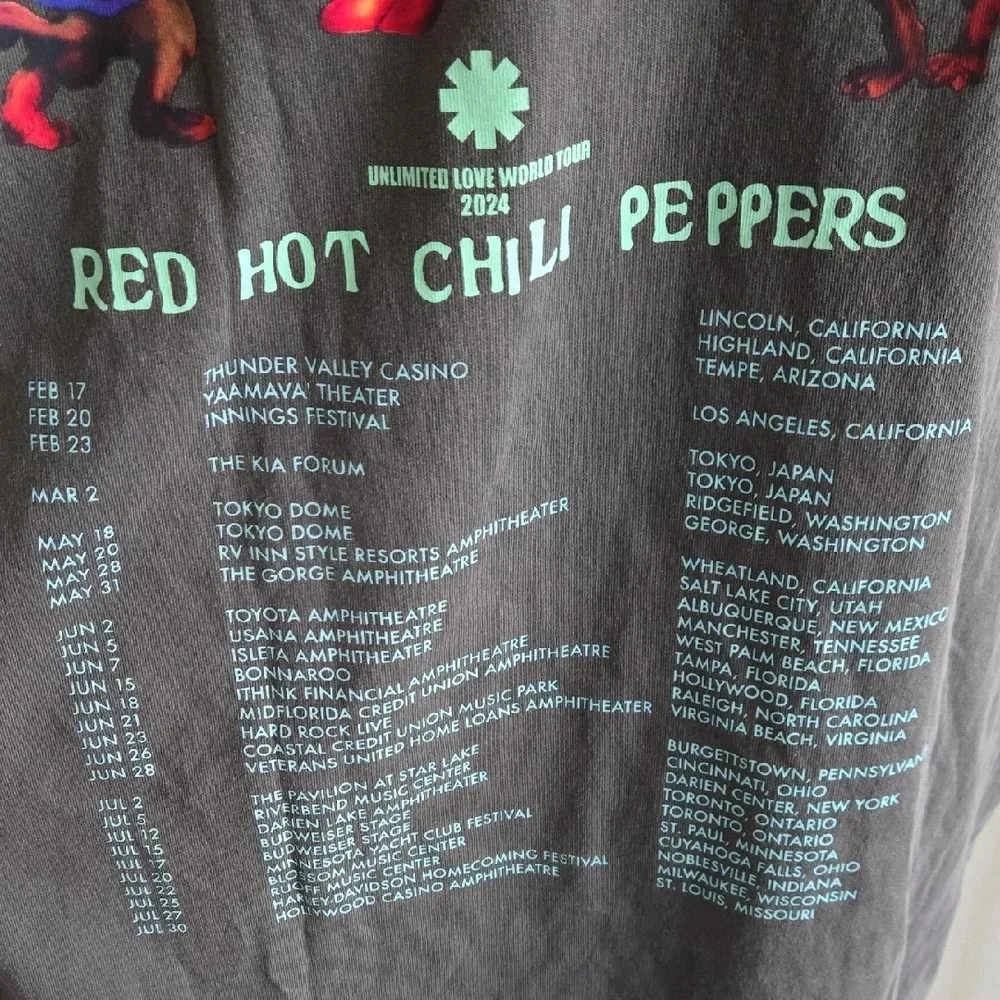 UNLIMITED LOVE WORLD TOUR
2024
RED HOT CHILI PEPPERS
FEB 17 THUNDER VALLEY CASINO LINCOLN, CALIFORNIA
FEB 20 YAAMAVA' THEATER HIGHLAND, CALIFORNIA
FEB 23 INNINGS FESTIVAL TEMPE, ARIZONA
MAR 2 THE KIA FORUM LOS ANGELES, CALIFORNIA
MAY 18 TOKYO DOME TOKYO, JAPAN
MAY 20 TOKYO DOME TOKYO, JAPAN
MAY 28 RV INN STYLE RESORTS AMPHITHEATER RIDGEFIELD, WASHINGTON
MAY 31 THE GORGE AMPHITHEATRE GEORGE, WASHINGTON
JUN 2 TOYOTA AMPHITHEATRE WHEATLAND, CALIFORNIA
JUN 5 USANA AMPHITHEATRE SALT LAKE CITY, UTAH
JUN 7 ISLETA AMPHITHEATER ALBUQUERQUE, NEW MEXICO
JUN 15 BONNAROO MANCHESTER, TENNESSEE
JUN 18 ITHINK FINANCIAL AMPHITHEATRE WEST PALM BEACH, FLORIDA
JUN 21 MIDFLORIDA CREDIT UNION AMPHITHEATRE TAMPA, FLORIDA
JUN 23 HARD ROCK LIVE HOLLYWOOD, FLORIDA
JUN 26 COASTAL CREDIT UNION MUSIC PARK RALEIGH, NORTH CAROLINA
JUN 28 VETERANS UNITED HOME LOANS AMPHITHEATER VIRGINIA BEACH, VIRGINIA
JUL 2 THE PAVILION AT STAR LAKE BURGETTSTOWN, PENNSYLVAN
JUL 5 RIVERBEND MUSIC CENTER CINCINNATI, OHIO
JUL 12 DARIEN LAKE AMPHITHEATER DARIEN CENTER, NEW YORK
JUL 15 BUDWEISER STAGE TORONTO, ONTARIO
JUL 17 BUDWEISER STAGE TORONTO, ONTARIO
JUL 20 MINNESOTA YACHT CLUB FESTIVAL ST. PAUL, MINNESOTA
JUL 22 BLOSSOM MUSIC CENTER CUYAHOGA FALLS, OHIO
JUL 25 RUOFF MUSIC CENTER NOBLESVILLE, INDIANA
JUL 27 HARLEY-DAVIDSON HOMECOMING FESTIVAL MILWAUKEE, WISCONSIN
JUL 30 HOLLYWOOD CASINO AMPHITHEATRE ST. LOUIS, MISSOURI